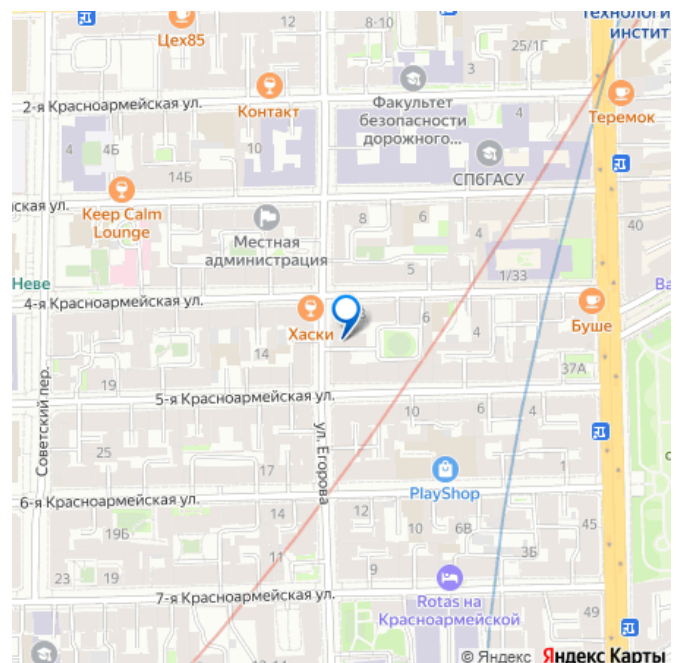 12
8-10
ТЕХНОЛОГИ
ИНСТИТ
Цех85
25/1Г
3
2-я Красноармейская ул.
Контакт
Факультет
безопасности
дорожного...
4
Теремок
4
4Б
10
14Б
СПбГАСУ
ская ул.
Keep Calm
Lounge
8
6
4
40
Местная
администрация
5
1/33
Неве
Ва
4-я Красноармейская ул.
Хаски
6
4
Буше
14
37А
19
5-я Красноармейская ул.
Советский пер.
ул. Егорова
10
6
4
25
17
PlayShop
1
6-я Красноармейская ул.
12
10
6В
45
19Б
3Б
11
9
23
19
7-я Красноармейская ул.
Rotas на
Красноармейской
49
© Яндекс Яндекс Карты